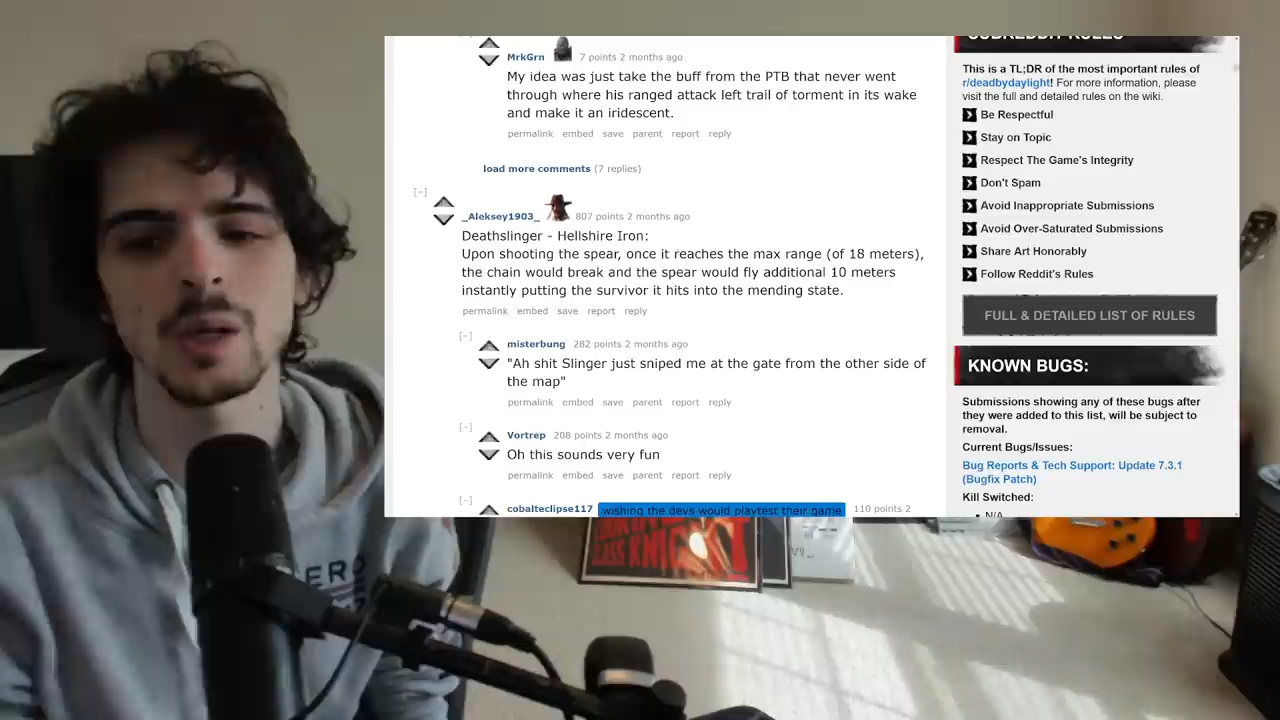 SUBREDDIT RULES
MrkGrn 7 points 2 months ago
My idea was just take the buff from the PTB that never went
through where his ranged attack left trail of torment in its wake
and make it an iridescent.
permalink embed save parent report reply
load more comments (7 replies)
[-]
_Aleksey1903_ 807 points 2 months ago
Deathslinger - Hellshire Iron:
Upon shooting the spear, once it reaches the max range (of 18 meters),
the chain would break and the spear would fly additional 10 meters
instantly putting the survivor it hits into the mending state.
permalink embed save report reply
[-]
misterbung 282 points 2 months ago
"Ah shit Slinger just sniped me at the gate from the other side of
the map"
permalink embed save parent report reply
[-]
Vortrep 208 points 2 months ago
Oh this sounds very fun
permalink embed save parent report reply
[-]
cobalteclipse117 wishing the devs would playtest their game 110 points 2
This is a TL;DR of the most important rules of
r/deadbydaylight! For more information, please
visit the full and detailed rules on the wiki.
Be Respectful
Stay on Topic
Respect The Game's Integrity
Don't Spam
Avoid Inappropriate Submissions
Avoid Over-Saturated Submissions
Share Art Honorably
Follow Reddit's Rules
FULL & DETAILED LIST OF RULES
KNOWN BUGS:
Submissions showing any of these bugs after
they were added to this list, will be subject to
removal.
Current Bugs/Issues:
Bug Reports & Tech Support: Update 7.3.1
(Bugfix Patch)
Kill Switched:
N/A
LASS KNIGHT
ERO